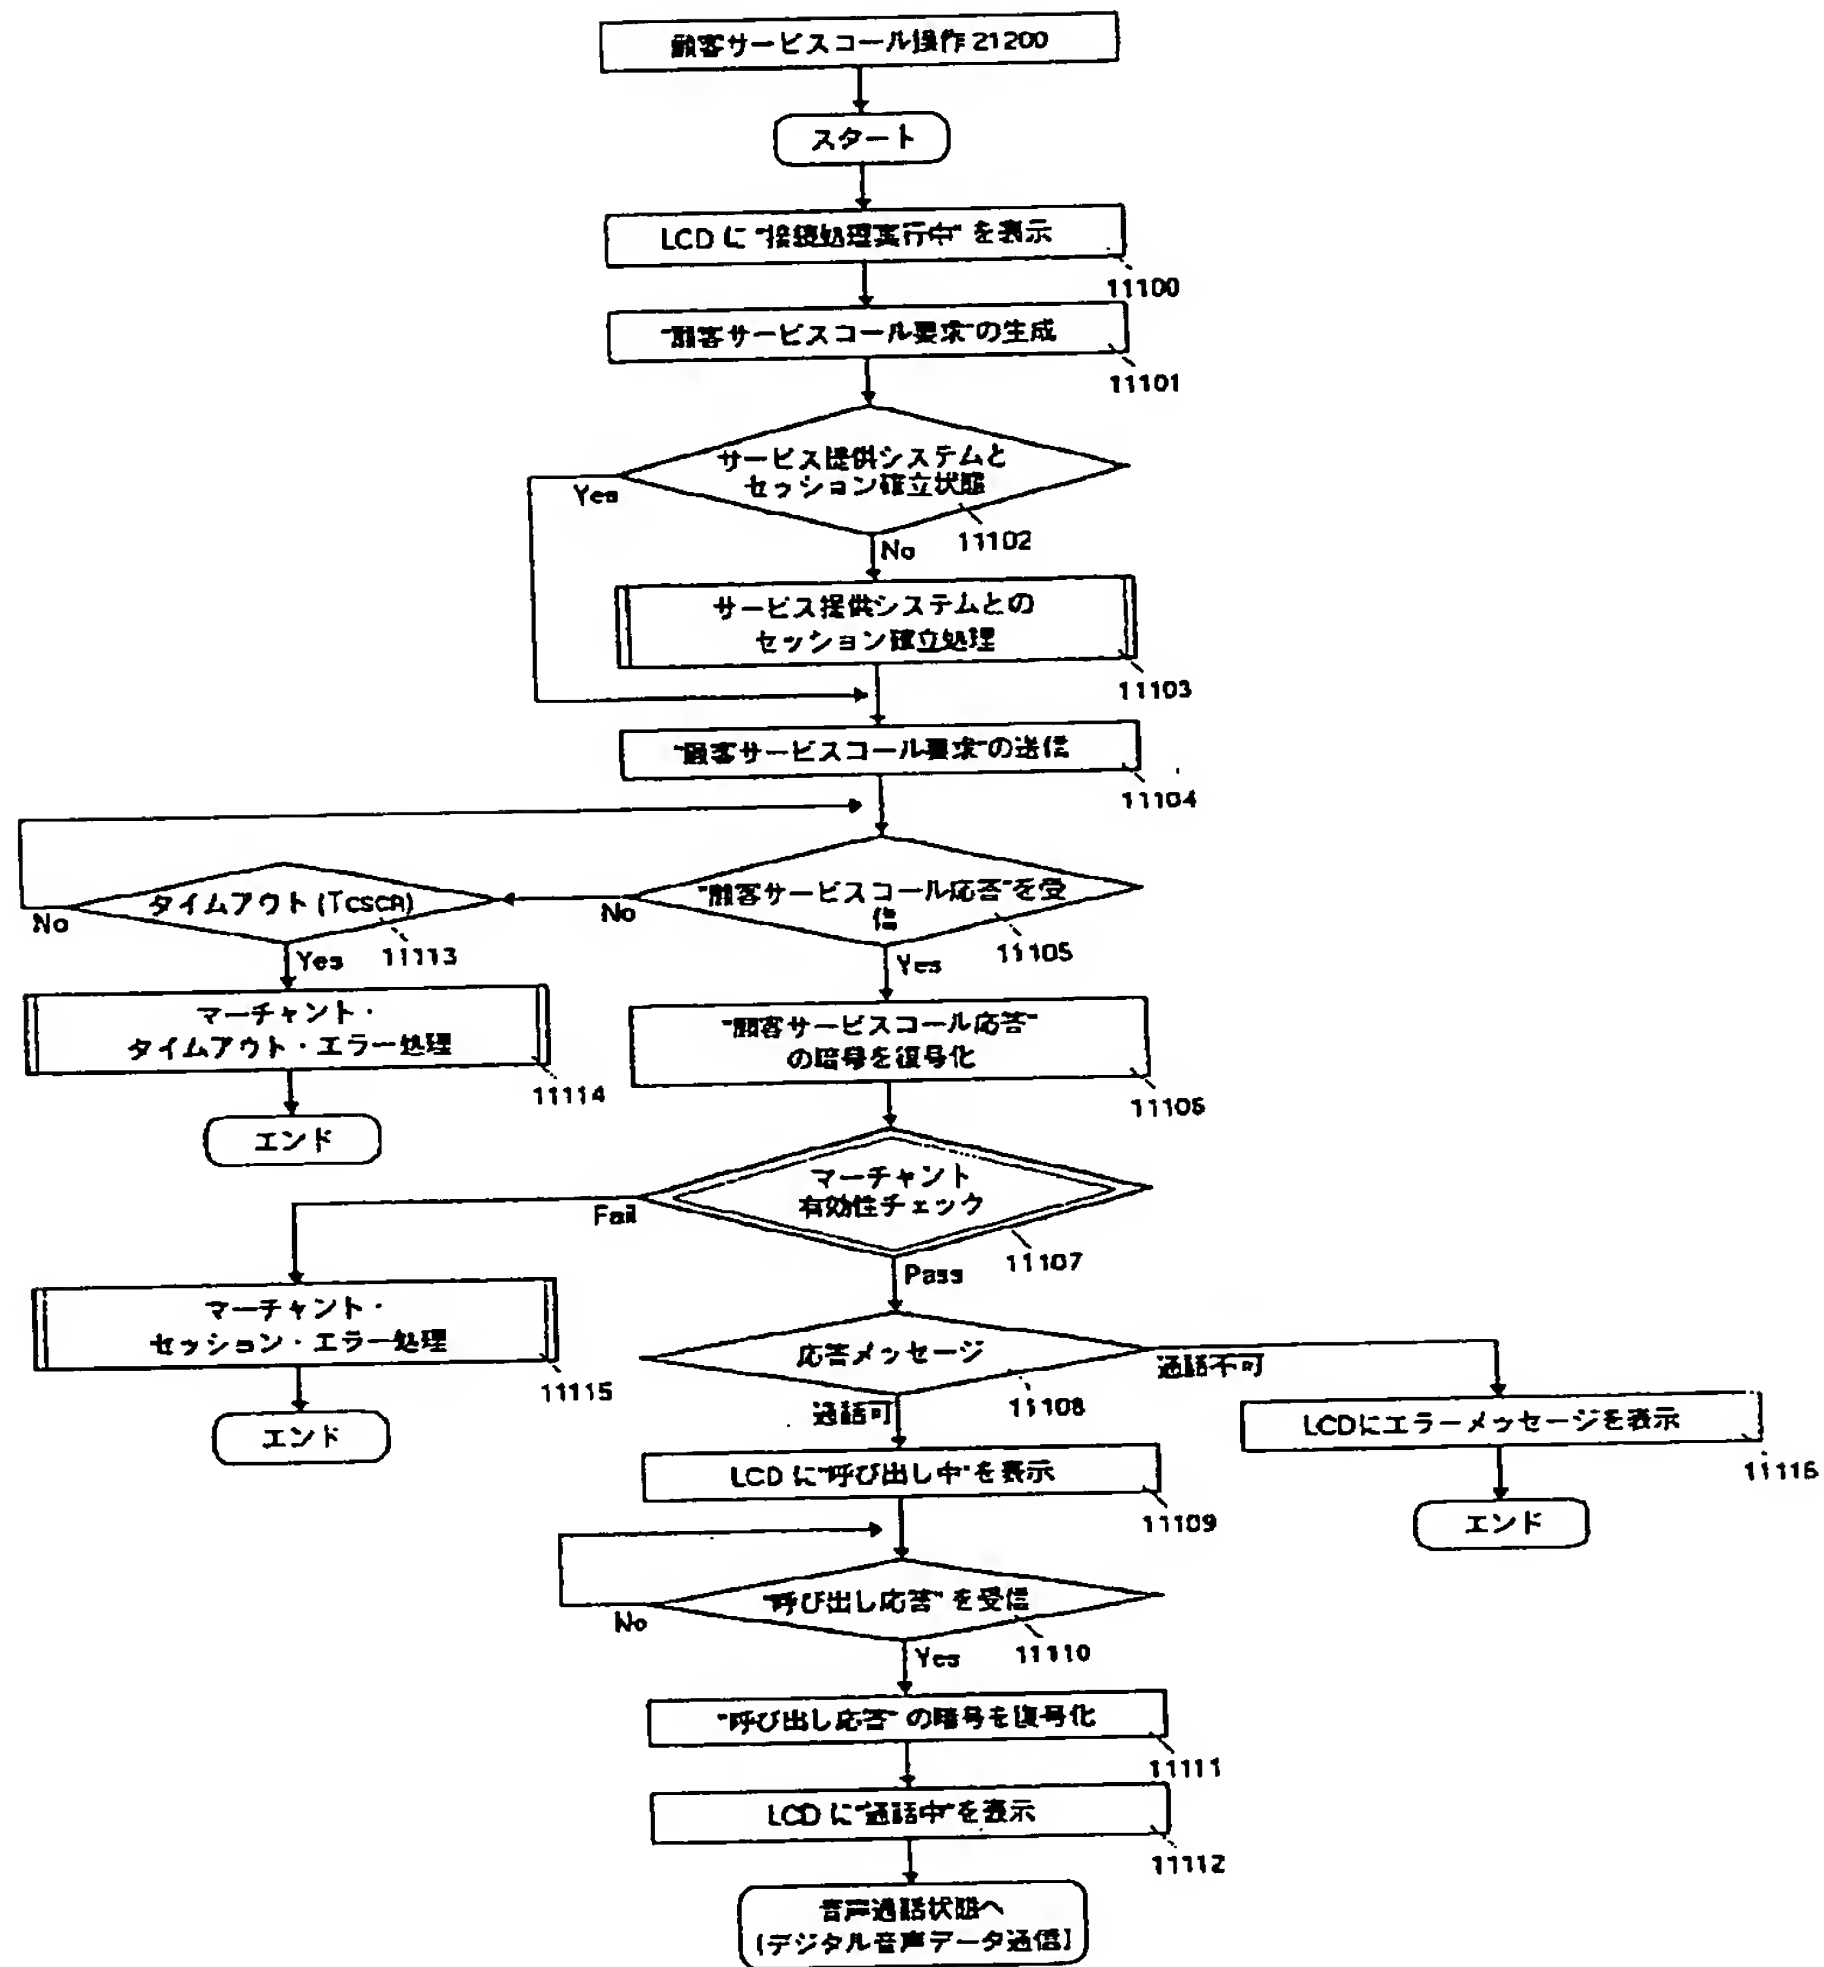 顧客サービスコール操作21200
スタート
LCD に "接続処理実行中" を表示
11100
"顧客サービスコール要求"の生成
11101
サービス提供システムと
セッション確立状態
Yes
11102
No
サービス提供システムとの
セッション確立処理
11103
"顧客サービスコール要求"の送信
11104
"顧客サービスコール応答"を受
信
タイムアウト (TCSCR)
No
No
11105
11113
Yes
Yes
マーチャント・
タイムアウト・エラー処理
11114
"顧客サービスコール応答"
の暗号を復号化
11106
エンド
マーチャント
有効性チェック
Fail
11107
Pass
マーチャント・
セッション・エラー処理
11115
応答メッセージ
通話不可
11108
通話可
エンド
LCDにエラーメッセージを表示
11116
LCD に"呼び出し中"を表示
11109
エンド
"呼び出し応答" を受信
No
11110
Yes
"呼び出し応答" の暗号を復号化
11111
LCD に"通話中"を表示
11112
音声通話状態へ
(デジタル音声データ通信)